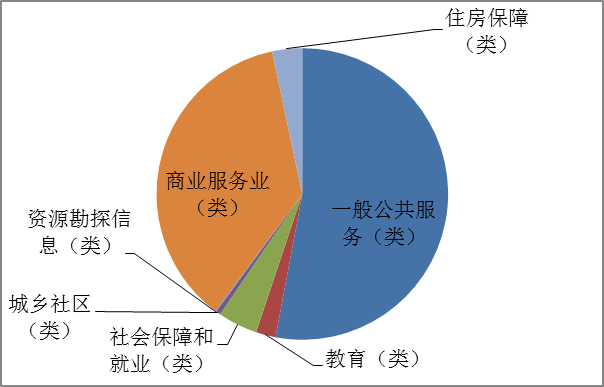 住房保障
（类）
商业服务业
（类）
一般公共服
务（类）
资源勘探信
息（类）
城乡社区
（类）
社会保障和
就业（类）
教育（类）